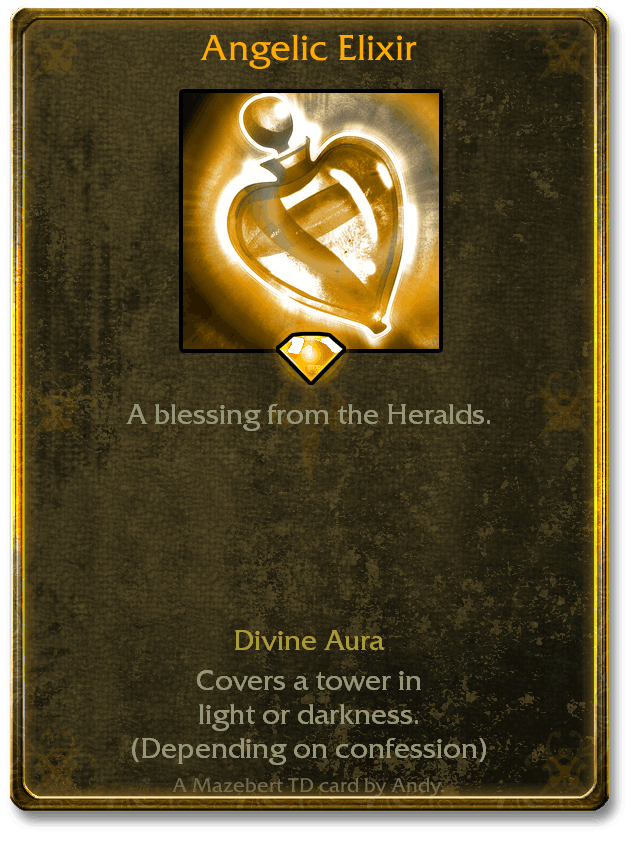 Angelic Elixir
A blessing from the Heralds.
Divine Aura
Covers a tower in
light or darkness.
(Depending on confession)
A Mazebert TD card by Andy.